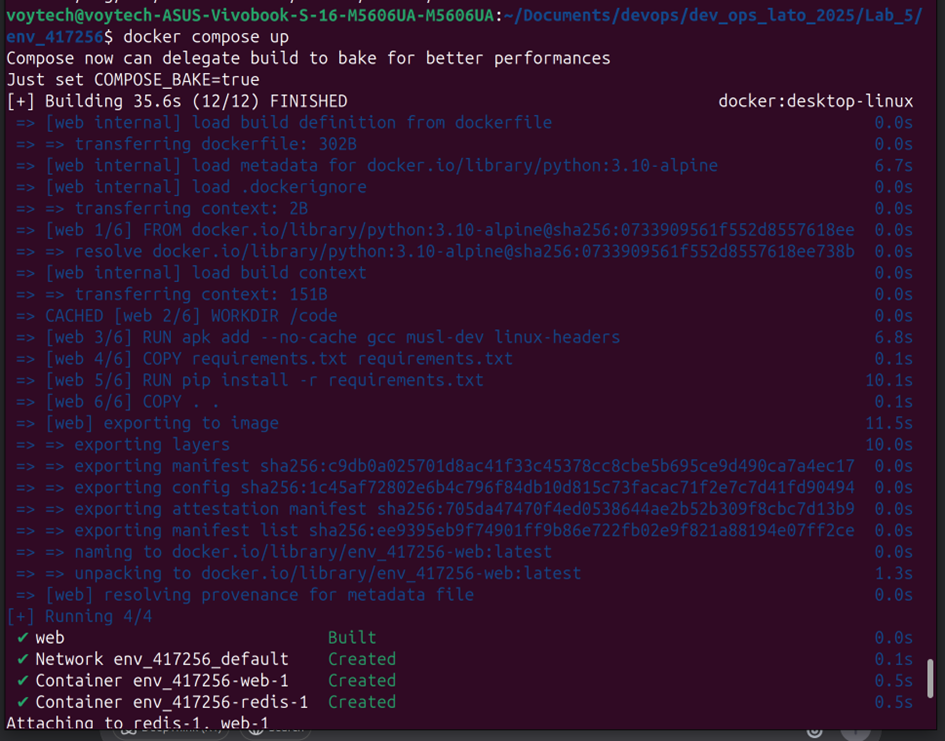 voytech@voytech-ASUS-Vivobook-S-16-M5606UA-M5606UA:~/Documents/devops/dev_ops_lato_2025/Lab_5/
env_417256$ docker compose up
Compose now can delegate build to bake for better performances
Just set COMPOSE_BAKE=true
[+] Building 35.6s (12/12) FINISHED docker:desktop-linux
=> [web internal] load build definition from dockerfile 0.0s
=> => transferring dockerfile: 302B 0.0s
=> [web internal] load metadata for docker.io/library/python:3.10-alpine 6.7s
=> [web internal] load .dockerignore 0.0s
=> => transferring context: 2B 0.0s
=> [web 1/6] FROM docker.io/library/python:3.10-alpine@sha256:0733909561f552d8557618ee 0.0s
=> => resolve docker.io/library/python:3.10-alpine@sha256:0733909561f552d8557618ee738b 0.0s
=> [web internal] load build context 0.0s
=> => transferring context: 151B 0.0s
=> CACHED [web 2/6] WORKDIR /code 0.0s
=> [web 3/6] RUN apk add --no-cache gcc musl-dev linux-headers 6.8s
=> [web 4/6] COPY requirements.txt requirements.txt 0.1s
=> [web 5/6] RUN pip install -r requirements.txt 10.1s
=> [web 6/6] COPY . . 0.1s
=> [web] exporting to image 11.5s
=> => exporting layers 10.0s
=> => exporting manifest sha256:c9db0a025701d8ac41f33c45378cc8cbe5b695ce9d490ca7a4ec17 0.0s
=> => exporting config sha256:1c45af72802e6b4c796f84db10d815c73facac71f2e7c7d41fd90494 0.0s
=> => exporting attestation manifest sha256:705da47470f4ed0538644ae2b52b309f8cbc7d13b9 0.0s
=> => exporting manifest list sha256:ee9395eb9f74901ff9b86e722fb02e9f821a88194e07ff2ce 0.0s
=> => naming to docker.io/library/env_417256-web:latest 0.0s
=> => unpacking to docker.io/library/env_417256-web:latest 1.3s
=> [web] resolving provenance for metadata file 0.0s
[+] Running 4/4
✔ web Built 0.0s
✔ Network env_417256_default Created 0.1s
✔ Container env_417256-web-1 Created 0.5s
✔ Container env_417256-redis-1 Created 0.5s
Attaching to redis-1, web-1